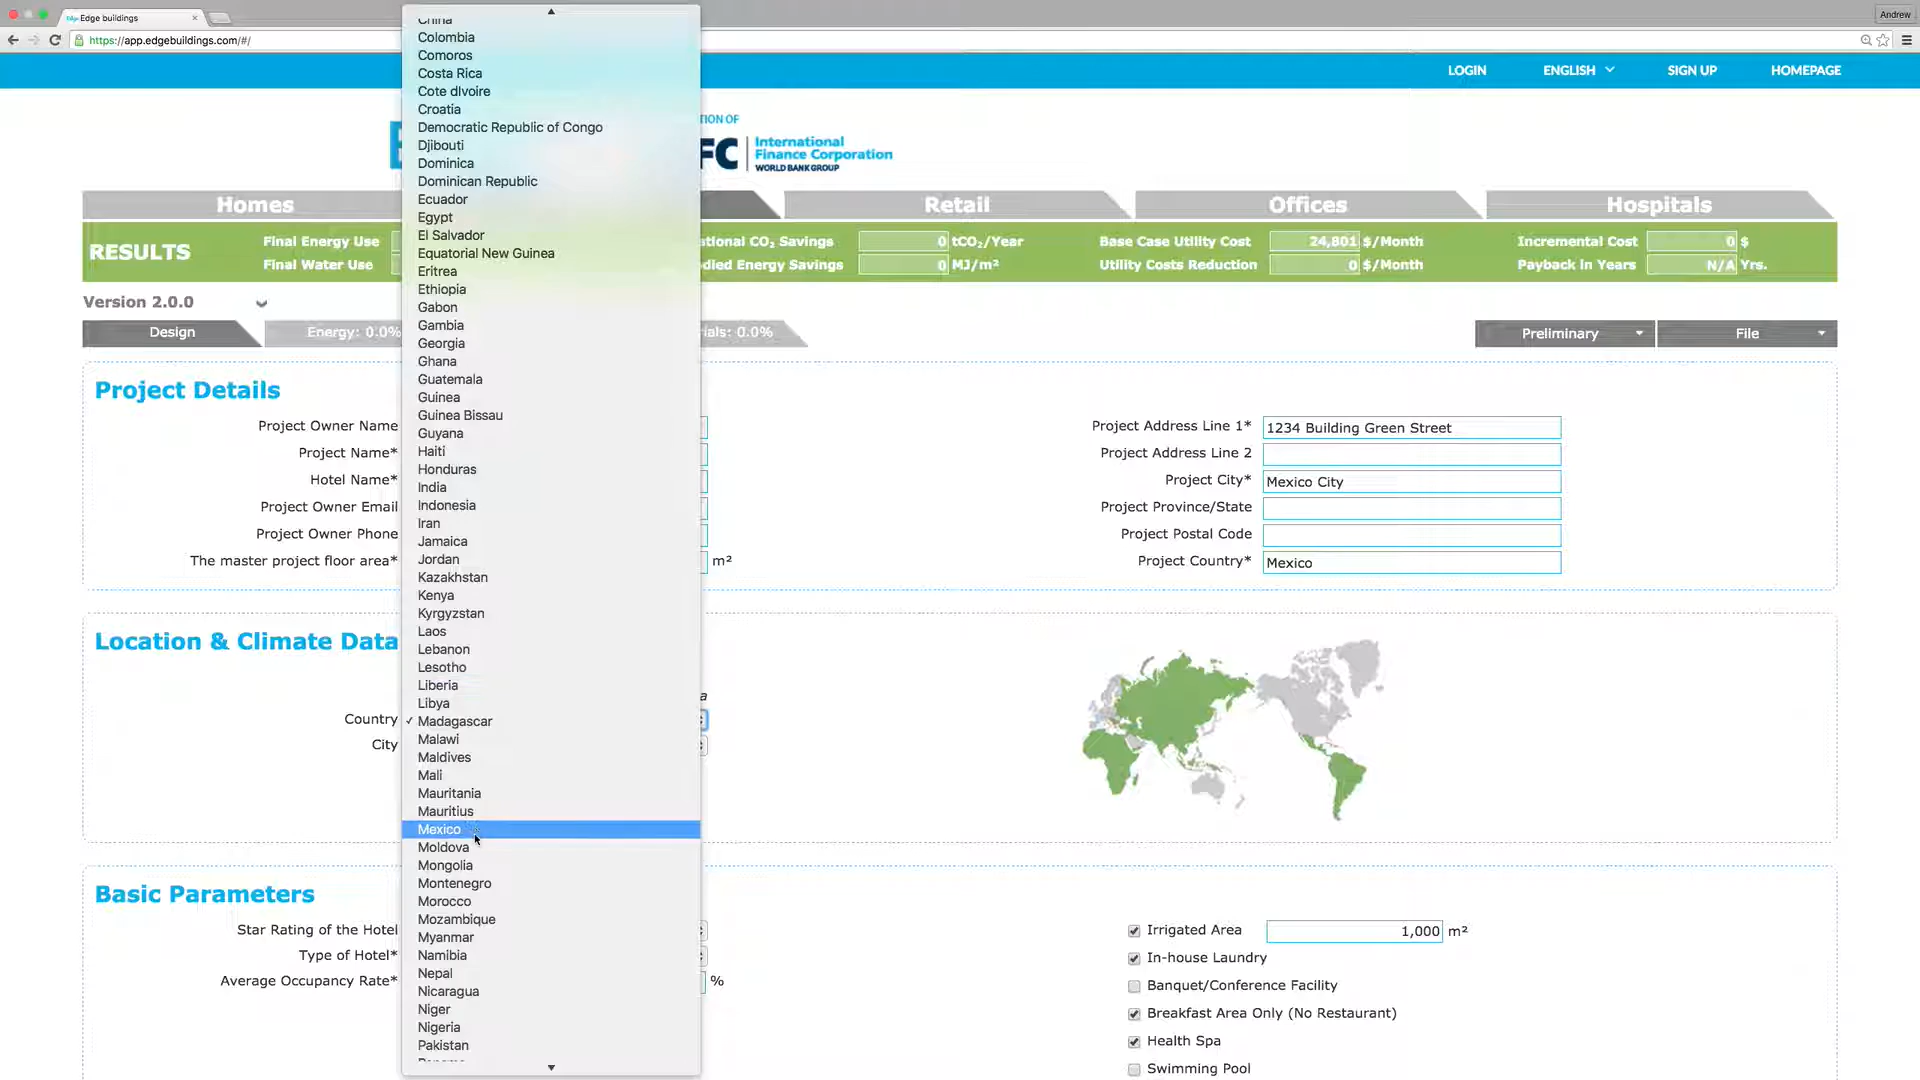 Edge buildings
Andrew
https://app.edgebuildings.com/#/
LOGIN
ENGLISH
SIGN UP
HOMEPAGE
International
Finance Corporation
WORLD BANK GROUP
Homes
Retail
Offices
Hospitals
RESULTS
Final Energy Use
CO₂ Savings
0 tCO₂/Year
Base Case Utility Cost
24,801 $/Month
Incremental Cost
0 $
Final Water Use
Energy Savings
0 MJ/m²
Utility Costs Reduction
0 $/Month
Payback in Years
N/A Yrs.
Version 2.0.0
Design
Energy: 0.0%
0.0%
Preliminary
File
Project Details
Project Owner Name
Project Name*
Hotel Name*
Project Owner Email
Project Owner Phone
The master project floor area*
m²
Project Address Line 1*
1234 Building Green Street
Project Address Line 2
Project City*
Mexico City
Project Province/State
Project Postal Code
Project Country*
Mexico
Location & Climate Data
Country
City
China
Colombia
Comoros
Costa Rica
Cote dIvoire
Croatia
Democratic Republic of Congo
Djibouti
Dominica
Dominican Republic
Ecuador
Egypt
El Salvador
Equatorial New Guinea
Eritrea
Ethiopia
Gabon
Gambia
Georgia
Ghana
Guatemala
Guinea
Guinea Bissau
Guyana
Haiti
Honduras
India
Indonesia
Iran
Jamaica
Jordan
Kazakhstan
Kenya
Kyrgyzstan
Laos
Lebanon
Lesotho
Liberia
Libya
✓ Madagascar
Malawi
Maldives
Mali
Mauritania
Mauritius
Mexico
Moldova
Mongolia
Montenegro
Morocco
Mozambique
Myanmar
Namibia
Nepal
Nicaragua
Niger
Nigeria
Pakistan
Basic Parameters
Star Rating of the Hotel
Type of Hotel*
Average Occupancy Rate*
%
Irrigated Area
1,000 m²
In-house Laundry
Banquet/Conference Facility
Breakfast Area Only (No Restaurant)
Health Spa
Swimming Pool